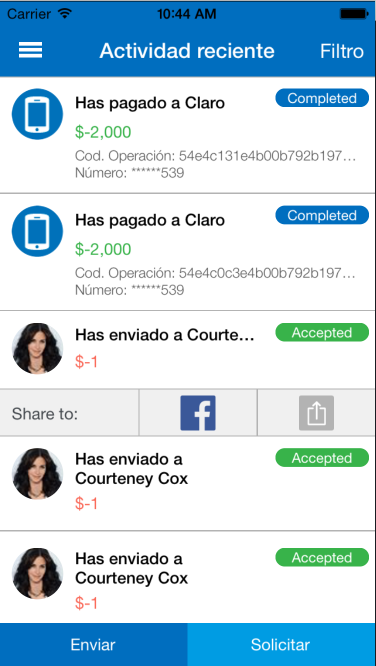 Carrier 10:44 AM
Actividad reciente Filtro
Has pagado a Claro Completed
$-2,000
Cod. Operación: 54e4c131e4b00b792b197...
Número: ******539
Has pagado a Claro Completed
$-2,000
Cod. Operación: 54e4c0c3e4b00b792b197...
Número: ******539
Has enviado a Courte... Accepted
$-1
Share to: f
Has enviado a Accepted
Courteney Cox
$-1
Has enviado a Accepted
Courteney Cox
$-1
Enviar Solicitar